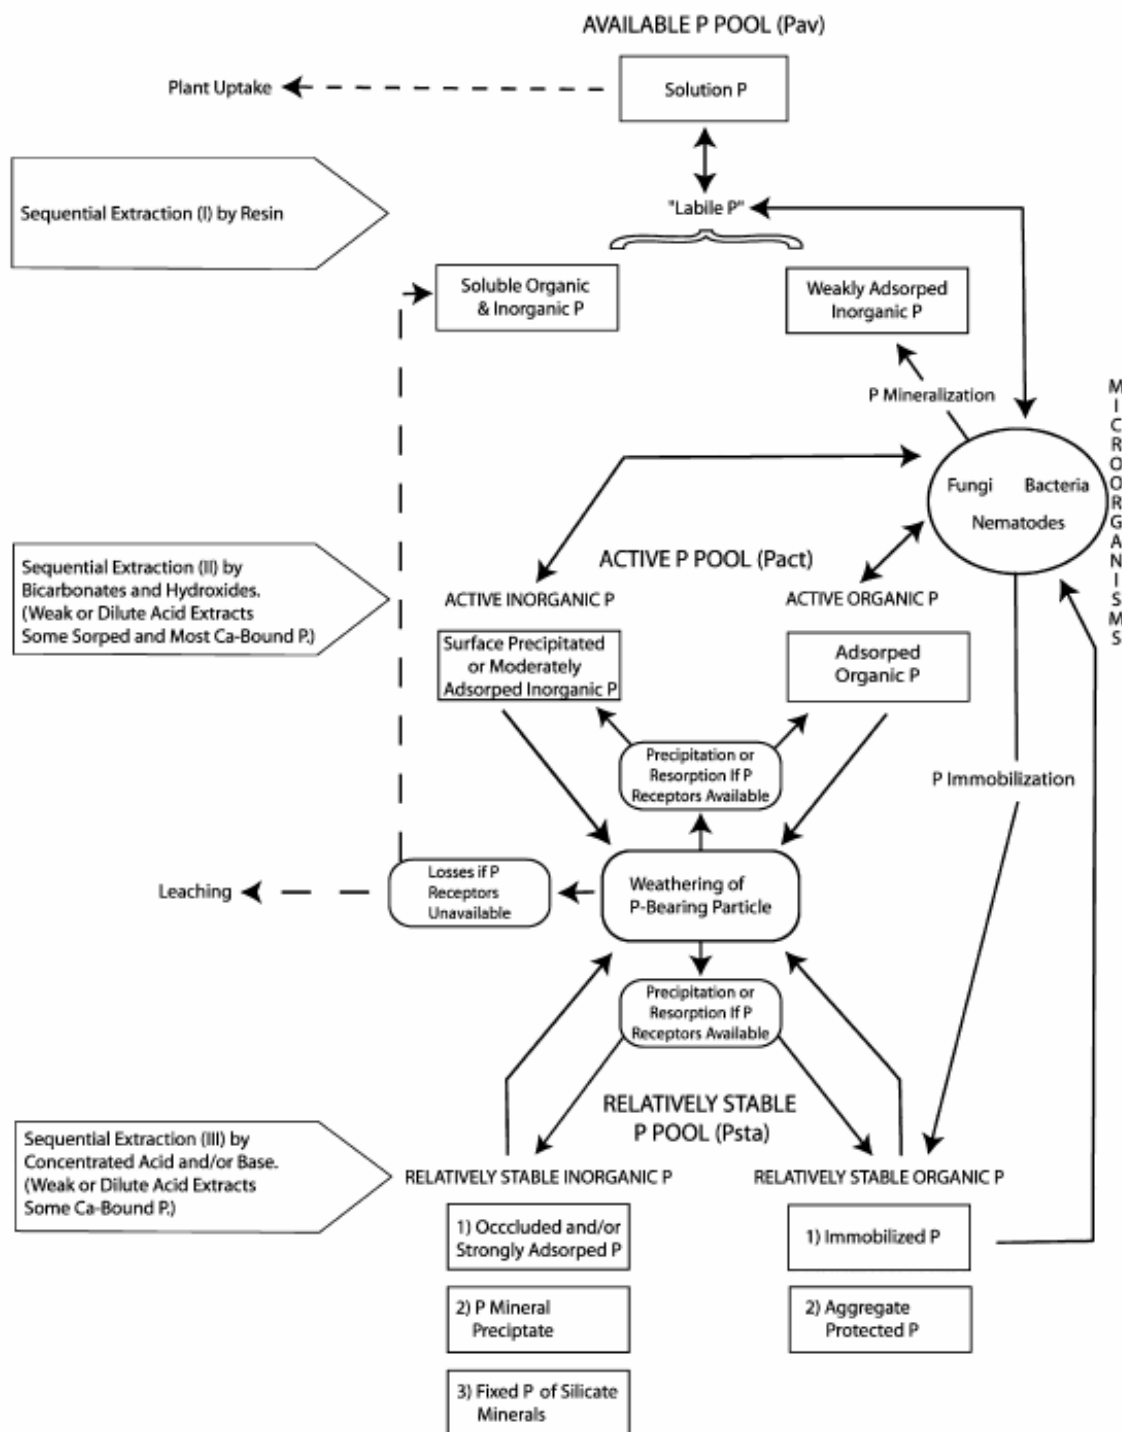 AVAILABLE P POOL (Pav)
Plant Uptake
Solution P
Sequential Extraction (I) by Resin
"Labile P"
Soluble Organic
& Inorganic P
Weakly Adsorped
Inorganic P
P Mineralization
MICROORGANISMS
Fungi Bacteria
Nematodes
Sequential Extraction (II) by
Bicarbonates and Hydroxides.
(Weak or Dilute Acid Extracts
Some Sorped and Most Ca-Bound P.)
ACTIVE P POOL (Pact)
ACTIVE INORGANIC P
ACTIVE ORGANIC P
Surface Precipitated
or Moderately
Adsorped Inorganic P
Adsorped
Organic P
Precipitation or
Resorption If P
Receptors Available
P Immobilization
Leaching
Losses if P
Receptors
Unavailable
Weathering of
P-Bearing Particle
Precipitation or
Resorption If P
Receptors Available
RELATIVELY STABLE
P POOL (Psta)
Sequential Extraction (III) by
Concentrated Acid and/or Base.
(Weak or Dilute Acid Extracts
Some Ca-Bound P.)
RELATIVELY STABLE INORGANIC P
RELATIVELY STABLE ORGANIC P
1) Occcluded and/or
Strongly Adsorped P
1) Immobilized P
2) P Mineral
Preciptate
2) Aggregate
Protected P
3) Fixed P of Silicate
Minerals